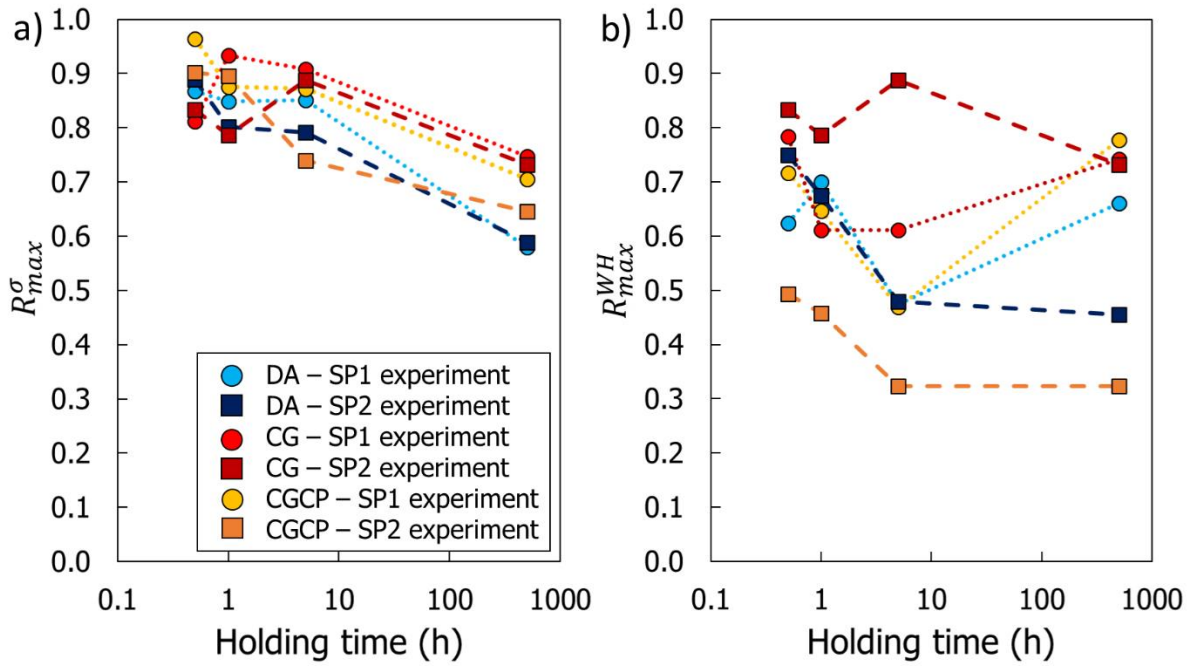 a)
1.0
0.9
0.8
0.7
0.6
0.5
0.4
0.3
0.2
0.1
0.0
R^σ_max
DA – SP1 experiment
DA – SP2 experiment
CG – SP1 experiment
CG – SP2 experiment
CGCP – SP1 experiment
CGCP – SP2 experiment
0.1 1 10 100 1000
Holding time (h)
b)
1.0
0.9
0.8
0.7
0.6
0.5
0.4
0.3
0.2
0.1
0.0
R^WH_max
0.1 1 10 100 1000
Holding time (h)